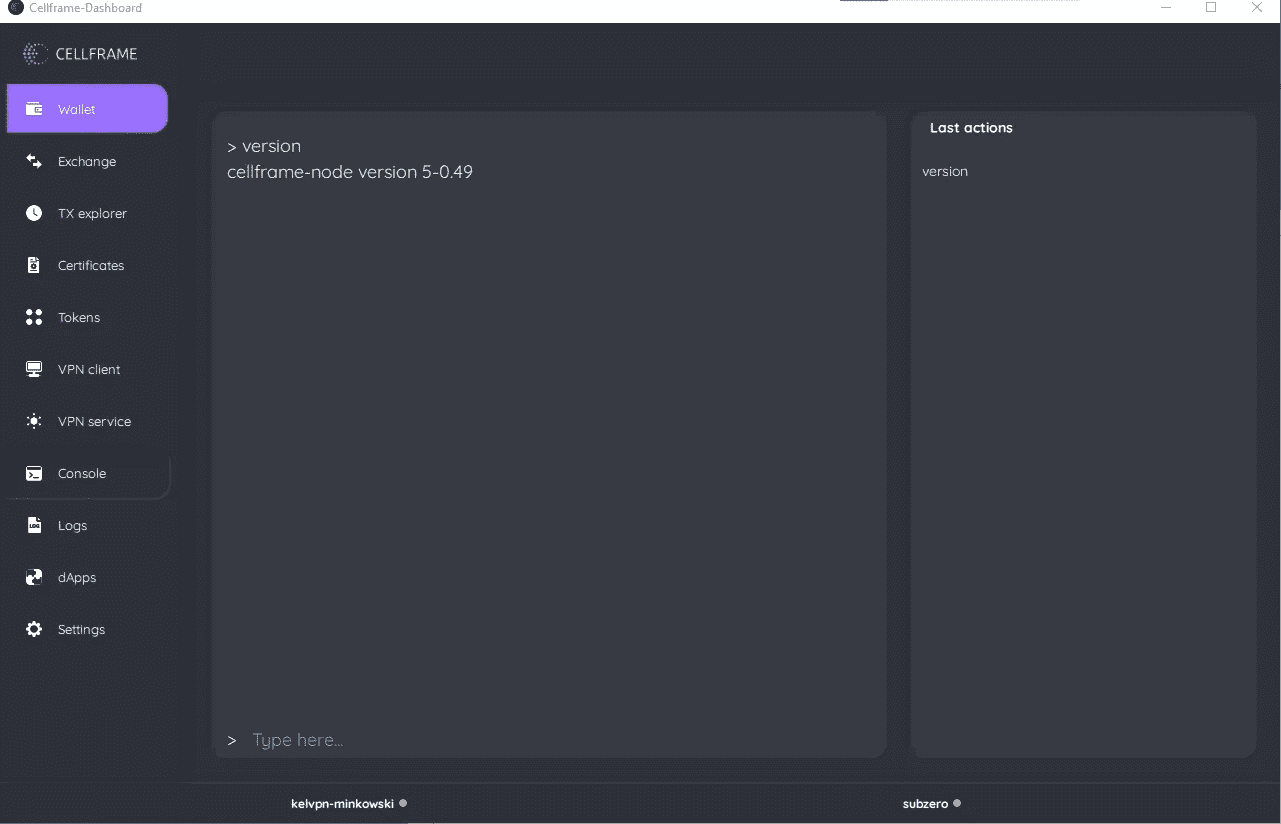 Cellframe-Dashboard
CELLFRAME
Wallet
Exchange
TX explorer
Certificates
Tokens
VPN client
VPN service
Console
Logs
dApps
Settings
> version
cellframe-node version 5-0.49
> Type here...
Last actions
version
kelvpn-minkowski
subzero